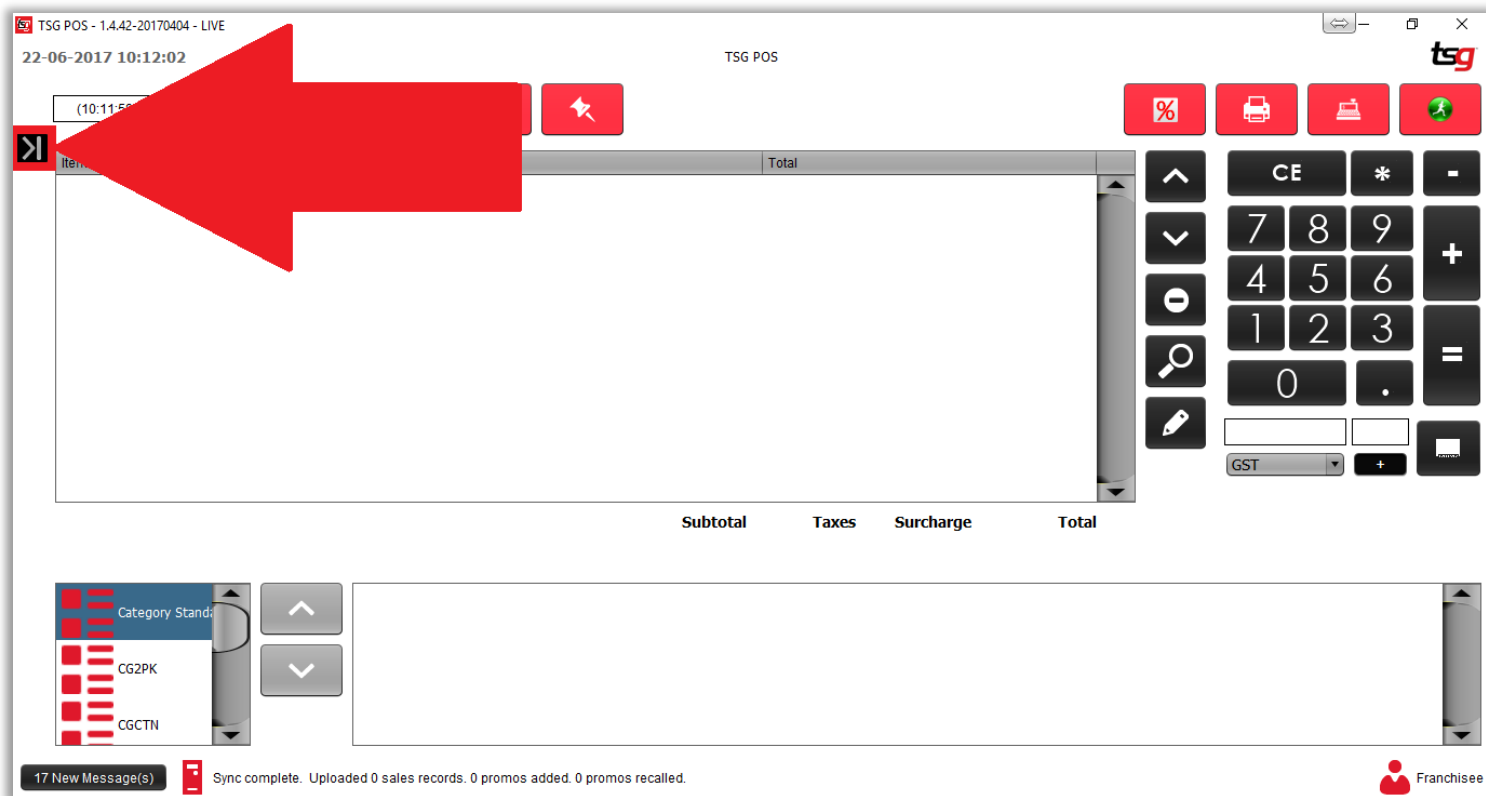 TSG POS - 1.4.42-20170404 - LIVE
22-06-2017 10:12:02
TSG POS
tsg
%
Total
CE * -
7 8 9 +
4 5 6
1 2 3 =
0 .
GST +
Subtotal Taxes Surcharge Total
Category Standa
CG2PK
CGCTN
17 New Message(s) Sync complete. Uploaded 0 sales records. 0 promos added. 0 promos recalled. Franchisee